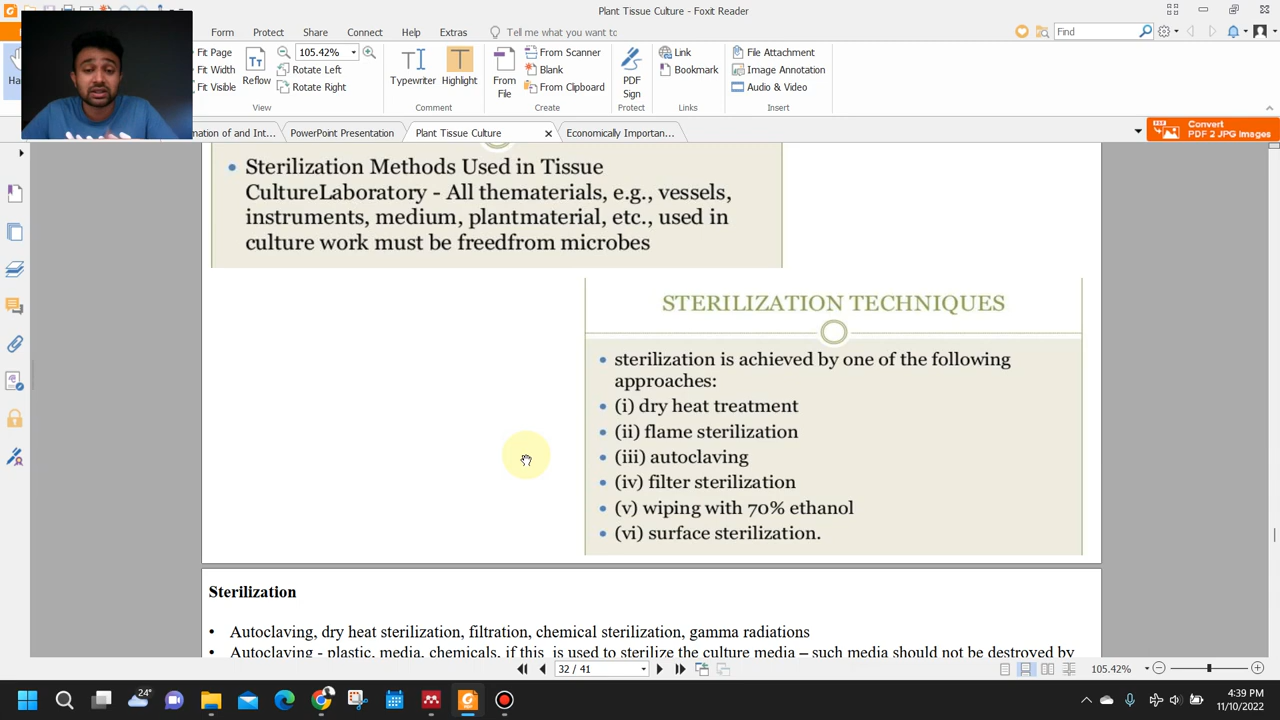 Plant Tissue Culture - Foxit Reader
Form Protect Share Connect Help Extras Tell me what you want to
Find
Fit Page
Fit Width
Fit Visible
105.42%
Rotate Left
Rotate Right
View
Reflow
Typewriter
Highlight
Comment
From File
From Scanner
Blank
From Clipboard
Create
PDF Sign
Protect
Link
Bookmark
Links
File Attachment
Image Annotation
Audio & Video
Insert
mation of and Int...
PowerPoint Presentation
Plant Tissue Culture
Economically Importan...
Convert
PDF 2 JPG Images
• Sterilization Methods Used in Tissue
CultureLaboratory - All thematerials, e.g., vessels,
instruments, medium, plantmaterial, etc., used in
culture work must be freedfrom microbes
STERILIZATION TECHNIQUES
• sterilization is achieved by one of the following
approaches:
• (i) dry heat treatment
• (ii) flame sterilization
• (iii) autoclaving
• (iv) filter sterilization
• (v) wiping with 70% ethanol
• (vi) surface sterilization.
Sterilization
• Autoclaving, dry heat sterilization, filtration, chemical sterilization, gamma radiations
• Autoclaving - plastic, media, chemicals, if this is used to sterilize the culture media – such media should not be destroyed by
32 / 41
105.42%
24°
4:39 PM
11/10/2022